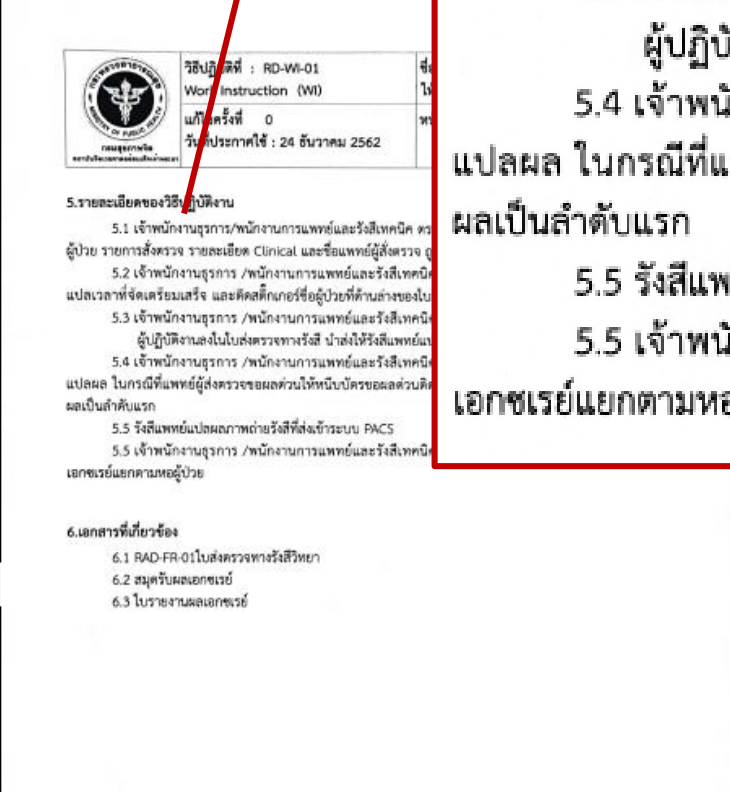 วิธีปฏิบัติที่ : RD-WI-01
Work Instruction (WI)
แก้ไขครั้งที่ 0
วันที่ประกาศใช้ : 24 ธันวาคม 2562
กระทรวงสาธารณสุข
MINISTRY OF PUBLIC HEALTH
กรมสุขภาพจิต
5.รายละเอียดของวิธีปฏิบัติงาน
5.1 เจ้าพนักงานธุรการ/พนักงานการแพทย์และรังสีเทคนิค ตร
ผู้ป่วย รายการสั่งตรวจ รายละเอียด Clinical และชื่อแพทย์ผู้สั่งตรวจ ถู
5.2 เจ้าพนักงานธุรการ /พนักงานการแพทย์และรังสีเทคนิค
แปลเวลาที่จัดเตรียมเสร็จ และติดสติ๊กเกอร์ชื่อผู้ป่วยที่ด้านล่างของใบ
5.3 เจ้าพนักงานธุรการ /พนักงานการแพทย์และรังสีเทคนิค
ผู้ปฏิบัติงานลงในใบส่งตรวจทางรังสี นำส่งให้รังสีแพทย์แป
5.4 เจ้าพนักงานธุรการ /พนักงานการแพทย์และรังสีเทคนิค
แปลผล ในกรณีที่แพทย์ผู้ส่งตรวจขอผลด่วนให้หนีบบัตรขอผลด่วนติด
ผลเป็นลำดับแรก
5.5 รังสีแพทย์แปลผลภาพถ่ายรังสีที่ส่งเข้าระบบ PACS
5.5 เจ้าพนักงานธุรการ /พนักงานการแพทย์และรังสีเทคนิค
เอกซเรย์แยกตามหอผู้ป่วย
6.เอกสารที่เกี่ยวข้อง
6.1 RAD-FR-01ใบส่งตรวจทางรังสีวิทยา
6.2 สมุดรับผลเอกซเรย์
6.3 ใบรายงานผลเอกซเรย์
ผู้ปฏิบั
5.4 เจ้าพนั
แปลผล ในกรณีที่แ
ผลเป็นลำดับแรก
5.5 รังสีแพ
5.5 เจ้าพนั
เอกซเรย์แยกตามหอ